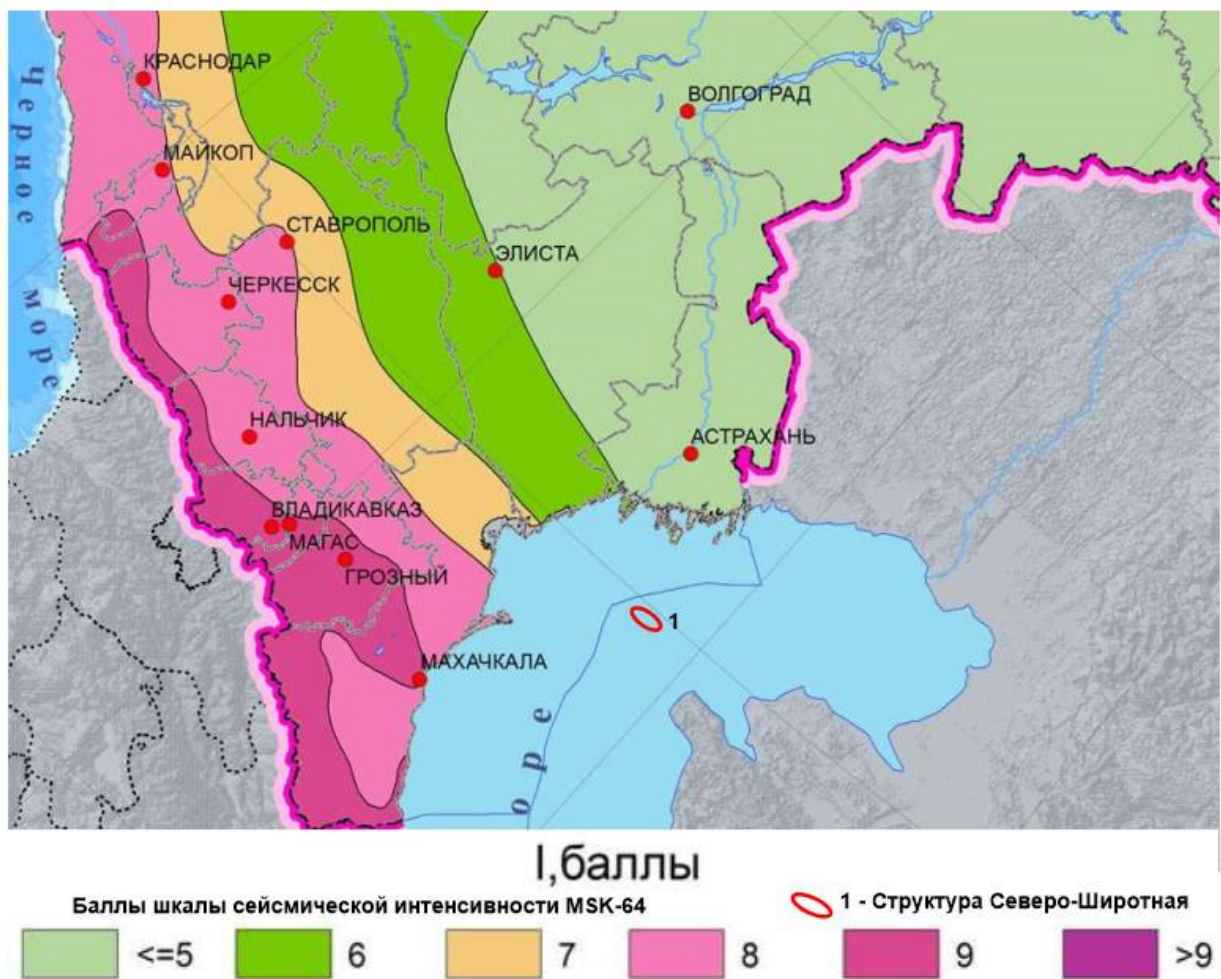 КРАСНОДАР
ВОЛГОГРАД
МАЙКОП
Черное море
СТАВРОПОЛЬ
ЭЛИСТА
ЧЕРКЕССК
НАЛЬЧИК
АСТРАХАНЬ
ВЛАДИКАВКАЗ
МАГАС
ГРОЗНЫЙ
1
МАХАЧКАЛА
оре
I,баллы
Баллы шкалы сейсмической интенсивности MSK-64
1 - Структура Северо-Широтная
<=5 6 7 8 9 >9